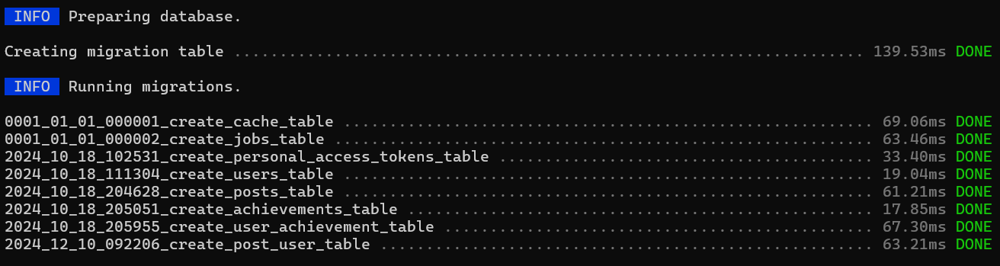 INFO Preparing database.
Creating migration table ..................................................................... 139.53ms DONE
INFO Running migrations.
0001_01_01_000001_create_cache_table .......................................................... 69.06ms DONE
0001_01_01_000002_create_jobs_table ........................................................... 63.46ms DONE
2024_10_18_102531_create_personal_access_tokens_table ......................................... 33.40ms DONE
2024_10_18_111304_create_users_table .......................................................... 19.04ms DONE
2024_10_18_204628_create_posts_table .......................................................... 61.21ms DONE
2024_10_18_205051_create_achievements_table ................................................... 17.85ms DONE
2024_10_18_205955_create_user_achievement_table ............................................... 67.30ms DONE
2024_12_10_092206_create_post_user_table ...................................................... 63.21ms DONE